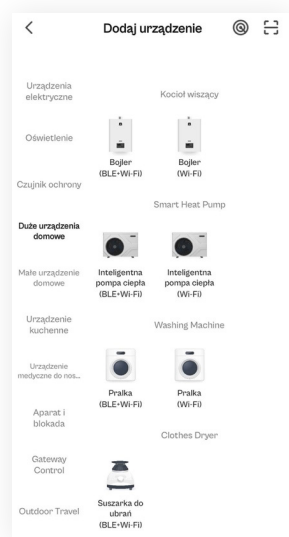 Dodaj urządzenie
Urządzenia
elektryczne
Oświetlenie
Czujnik ochrony
Duże urządzenia
domowe
Małe urządzenie
domowe
Urządzenie
kuchenne
Urządzenie
medyczne do nos...
Aparat i
blokada
Gateway
Control
Outdoor Travel
Kocioł wiszący
Bojler
(BLE+Wi-Fi)
Bojler
(Wi-Fi)
Smart Heat Pump
Inteligentna
pompa ciepła
(BLE+Wi-Fi)
Inteligentna
pompa ciepła
(Wi-Fi)
Washing Machine
Pralka
(BLE+Wi-Fi)
Pralka
(Wi-Fi)
Clothes Dryer
Suszarka do
ubrań
(BLE+Wi-Fi)